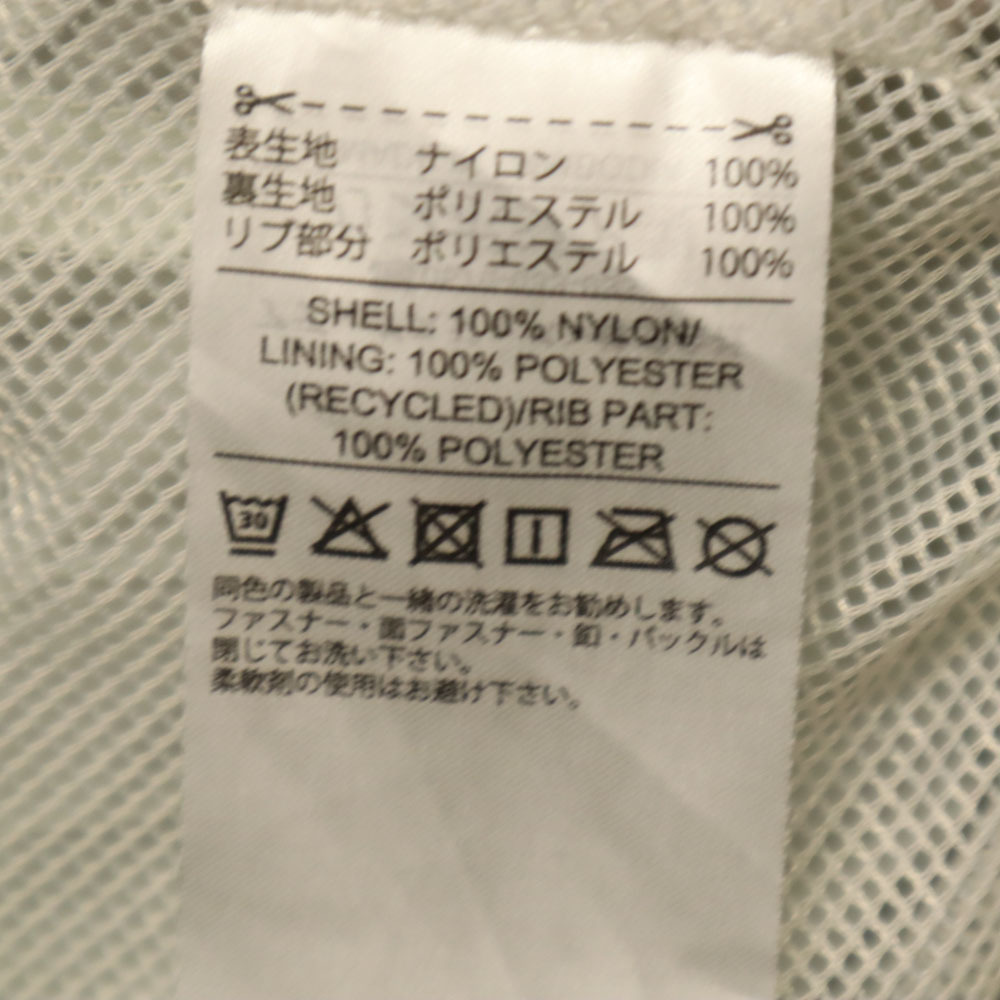 表生地 ナイロン 100%
裏生地 ポリエステル 100%
リブ部分 ポリエステル 100%
SHELL: 100% NYLON/
LINING: 100% POLYESTER
(RECYCLED)/RIB PART:
100% POLYESTER
30
同色の製品と一緒の洗濯をお勧めします。
ファスナー・面ファスナー・釦・バックルは
閉じてお洗い下さい。
柔軟剤の使用はお避け下さい。